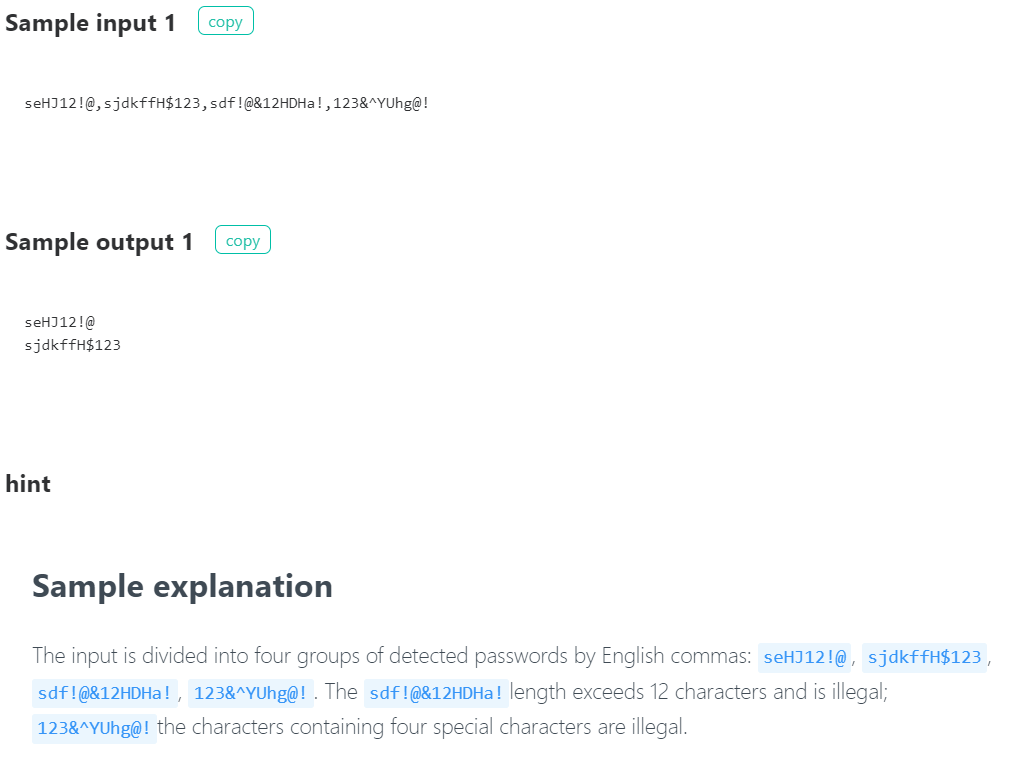 Sample input 1 copy
seHJ12!@,sjdkffH$123,sdf!@&12HDHa!,123&^YUhg@!
Sample output 1 copy
seHJ12!@
sjdkffH$123
hint
Sample explanation
The input is divided into four groups of detected passwords by English commas: seHJ12!@, sjdkffH$123,
sdf!@&12HDHa!, 123&^YUhg@!. The sdf!@&12HDHa! length exceeds 12 characters and is illegal;
123&^YUhg@! the characters containing four special characters are illegal.